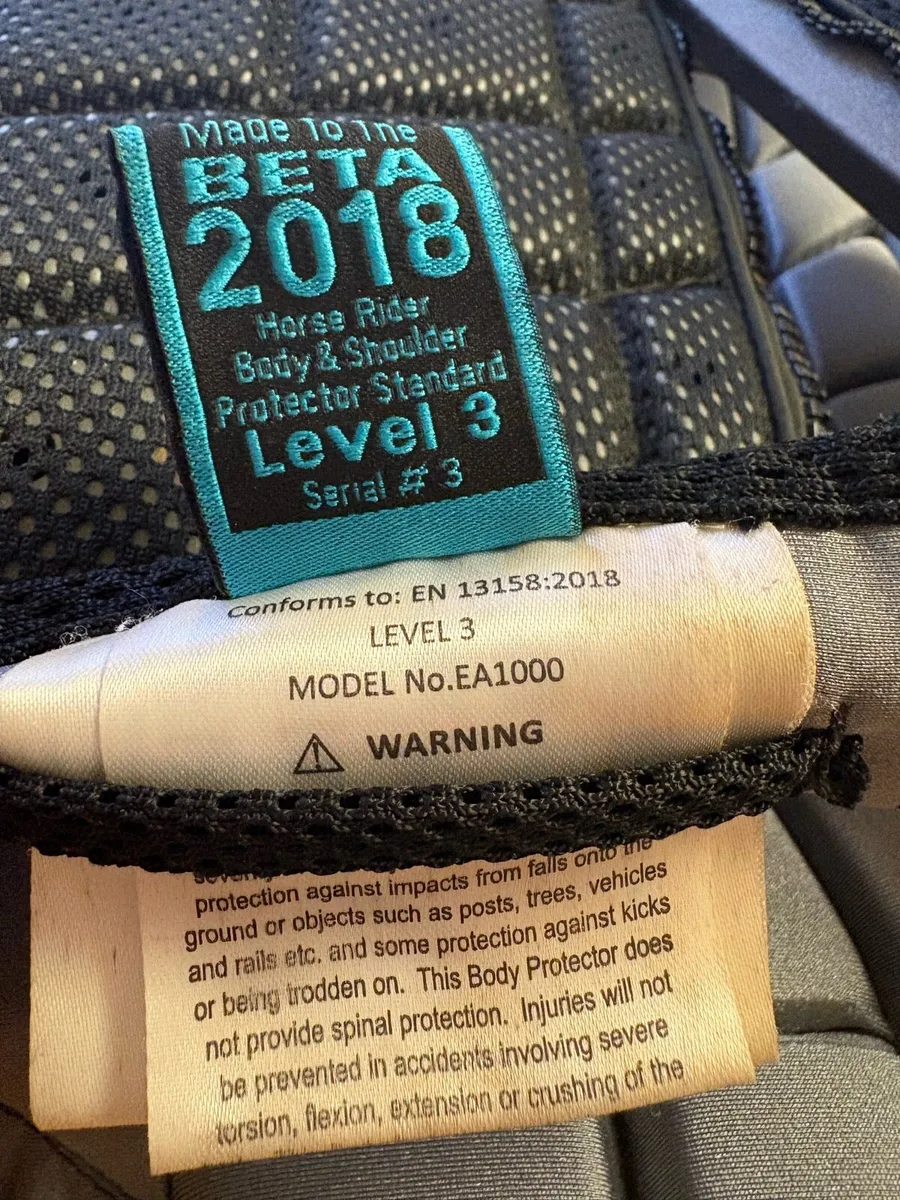 Made To The
BETA
2018
Horse Rider
Body & Shoulder
Protector Standard
Level 3
Serial # 3
Conforms to: EN 13158:2018
LEVEL 3
MODEL No.EA1000
⚠ WARNING
onto the
protection against impacts from falls
ground or objects such as posts, trees, vehicles
and rails etc. and some protection against kicks
or being trodden on. This Body Protector does
not provide spinal protection. Injuries will not
be prevented in accidents involving severe
torsion, flexion, extension or crushing of the